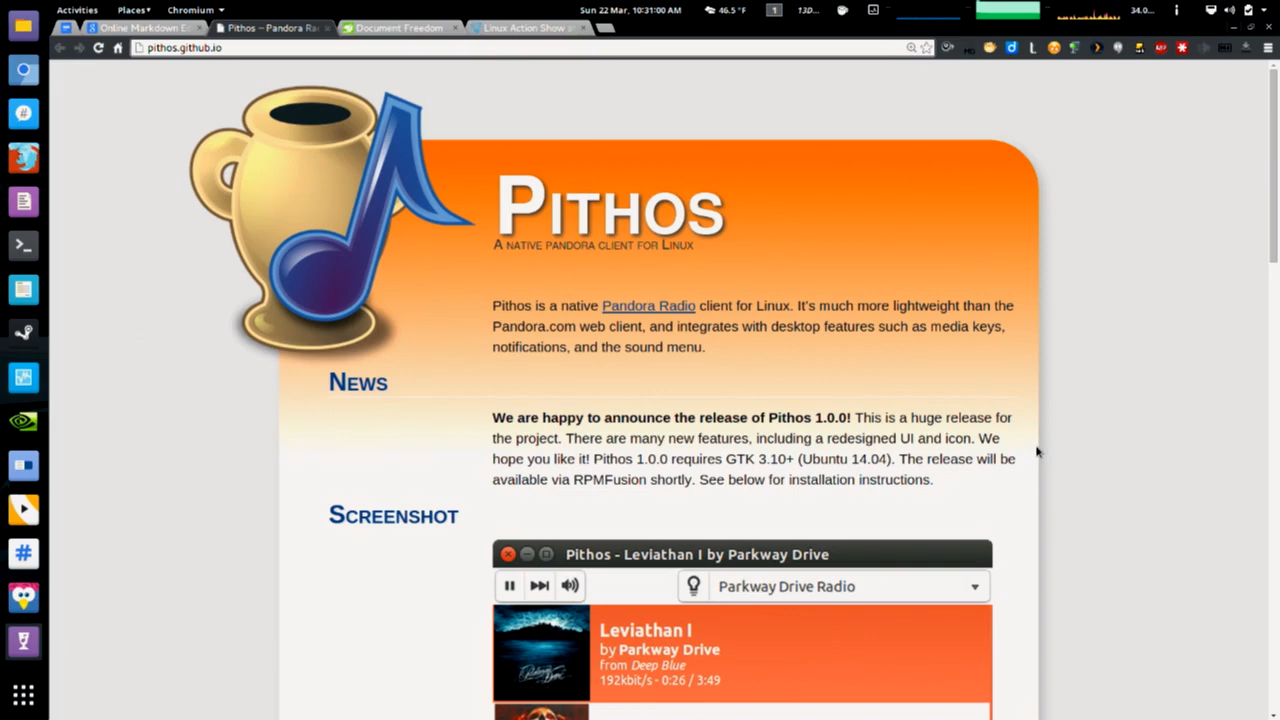 Activities Places Chromium Sun 22 Mar, 10:31:00 AM 46.5 °F 1 13D... 34.0...
Online Markdown E Pithos – Pandora Ra Document Freedom Linux Action Show
pithos.github.io
PITHOS
A NATIVE PANDORA CLIENT FOR LINUX
Pithos is a native Pandora Radio client for Linux. It's much more lightweight than the
Pandora.com web client, and integrates with desktop features such as media keys,
notifications, and the sound menu.
NEWS
We are happy to announce the release of Pithos 1.0.0! This is a huge release for
the project. There are many new features, including a redesigned UI and icon. We
hope you like it! Pithos 1.0.0 requires GTK 3.10+ (Ubuntu 14.04). The release will be
available via RPMFusion shortly. See below for installation instructions.
SCREENSHOT
Pithos - Leviathan I by Parkway Drive
Parkway Drive Radio
Leviathan I
by Parkway Drive
from Deep Blue
192kbit/s - 0:26 / 3:49